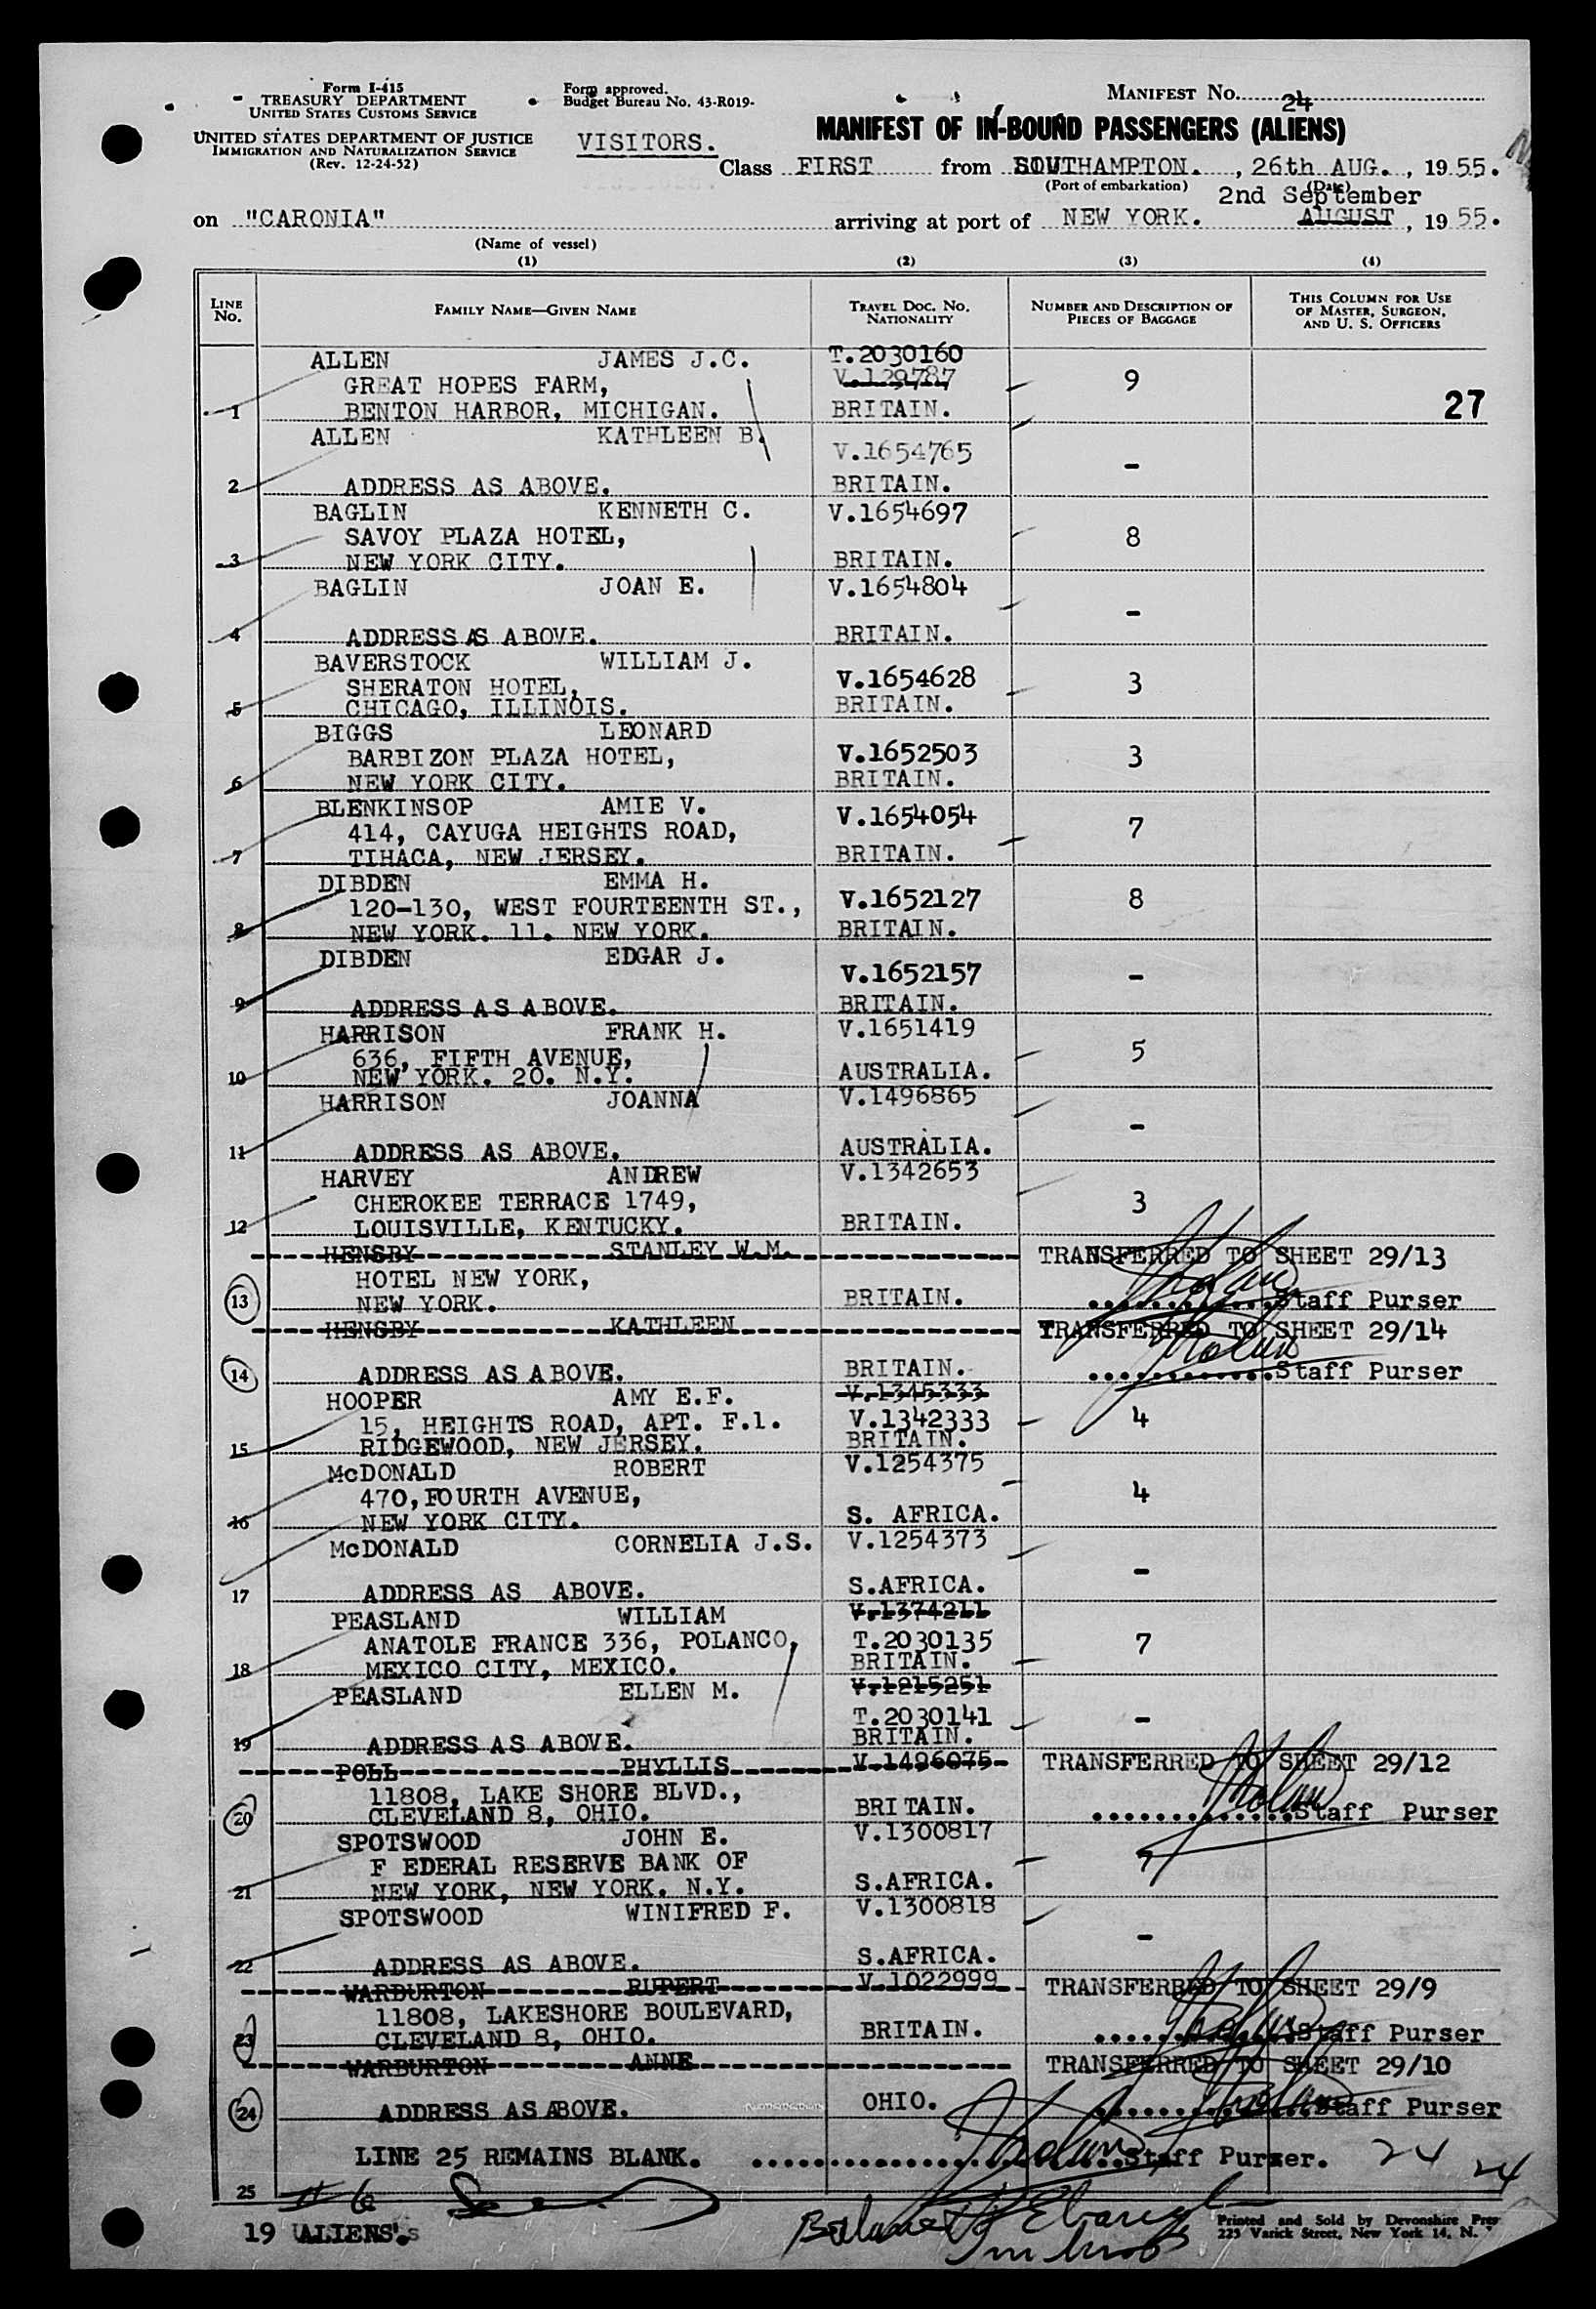 Form I-415
TREASURY DEPARTMENT
UNITED STATES CUSTOMS SERVICE
UNITED STATES DEPARTMENT OF JUSTICE
IMMIGRATION AND NATURALIZATION SERVICE
(Rev. 12-24-52)
Form approved.
Budget Bureau No. 43-R019-
VISITORS.
MANIFEST No. 24
MANIFEST OF IN-BOUND PASSENGERS (ALIENS)
Class FIRST from SOUTHAMPTON. , 26th AUG. , 19 55.
(Port of embarkation) (Date)
2nd September
on "CARONIA" arriving at port of NEW YORK. AUGUST , 19 55.
(Name of vessel)
(1) (2) (3) (4)
LINE No. FAMILY NAME—GIVEN NAME TRAVEL DOC. No. NATIONALITY NUMBER AND DESCRIPTION OF PIECES OF BAGGAGE THIS COLUMN FOR USE OF MASTER, SURGEON, AND U. S. OFFICERS
ALLEN JAMES J.C. T.2030160
GREAT HOPES FARM, V.129787 9
1 BENTON HARBOR, MICHIGAN. BRITAIN. 27
ALLEN KATHLEEN B. V.1654765 -
2 ADDRESS AS ABOVE. BRITAIN.
BAGLIN KENNETH C. V.1654697
SAVOY PLAZA HOTEL, 8
3 NEW YORK CITY. BRITAIN.
BAGLIN JOAN E. V.1654804 -
4 ADDRESS AS ABOVE. BRITAIN.
BAVERSTOCK WILLIAM J.
SHERATON HOTEL, V.1654628 3
5 CHICAGO, ILLINOIS. BRITAIN.
BIGGS LEONARD
BARBIZON PLAZA HOTEL, V.1652503 3
6 NEW YORK CITY. BRITAIN.
BLENKINSOP AMIE V. V.1654054
414, CAYUGA HEIGHTS ROAD, 7
7 TIHACA, NEW JERSEY. BRITAIN.
DIBDEN EMMA H.
120-130, WEST FOURTEENTH ST., V.1652127 8
8 NEW YORK. 11. NEW YORK. BRITAIN.
DIBDEN EDGAR J. V.1652157 -
9 ADDRESS AS ABOVE. BRITAIN.
HARRISON FRANK H. V.1651419
636, FIFTH AVENUE, 5
10 NEW YORK. 20. N.Y. AUSTRALIA.
HARRISON JOANNA V.1496865 -
11 ADDRESS AS ABOVE. AUSTRALIA.
HARVEY ANDREW V.1342653
CHEROKEE TERRACE 1749, 3
12 LOUISVILLE, KENTUCKY. BRITAIN.
HENSBY STANLEY W.M. TRANSFERRED TO SHEET 29/13
HOTEL NEW YORK,
13 NEW YORK. BRITAIN. Staff Purser
HENSBY KATHLEEN TRANSFERRED TO SHEET 29/14
14 ADDRESS AS ABOVE. BRITAIN. Staff Purser
HOOPER AMY E.F. V.1345333
15, HEIGHTS ROAD, APT. F.1. V.1342333 4
15 RIDGEWOOD, NEW JERSEY. BRITAIN.
McDONALD ROBERT V.1254375
470, FOURTH AVENUE, 4
16 NEW YORK CITY. S. AFRICA.
McDONALD CORNELIA J.S. V.1254373 -
17 ADDRESS AS ABOVE. S.AFRICA.
PEASLAND WILLIAM V.1374211
ANATOLE FRANCE 336, POLANCO, T.2030135 7
18 MEXICO CITY, MEXICO. BRITAIN.
PEASLAND ELLEN M. V.1215251
T.2030141 -
19 ADDRESS AS ABOVE. BRITAIN.
POLL PHYLLIS V.1496075 TRANSFERRED TO SHEET 29/12
11808, LAKE SHORE BLVD.,
20 CLEVELAND 8, OHIO. BRITAIN. Staff Purser
SPOTSWOOD JOHN E. V.1300817
F EDERAL RESERVE BANK OF 7
21 NEW YORK, NEW YORK. N.Y. S.AFRICA.
SPOTSWOOD WINIFRED F. V.1300818 -
22 ADDRESS AS ABOVE. S.AFRICA.
WARBURTON RUPERT V.1022999 TRANSFERRED TO SHEET 29/9
11808, LAKESHORE BOULEVARD,
23 CLEVELAND 8, OHIO. BRITAIN. Staff Purser
WARBURTON ANNE TRANSFERRED TO SHEET 29/10
24 ADDRESS AS ABOVE. OHIO. Staff Purser
LINE 25 REMAINS BLANK. Staff Purser. 24 24
25
19 ALIENS.
Printed and Sold by Devonshire Press
225 Varick Street, New York 14, N. Y.